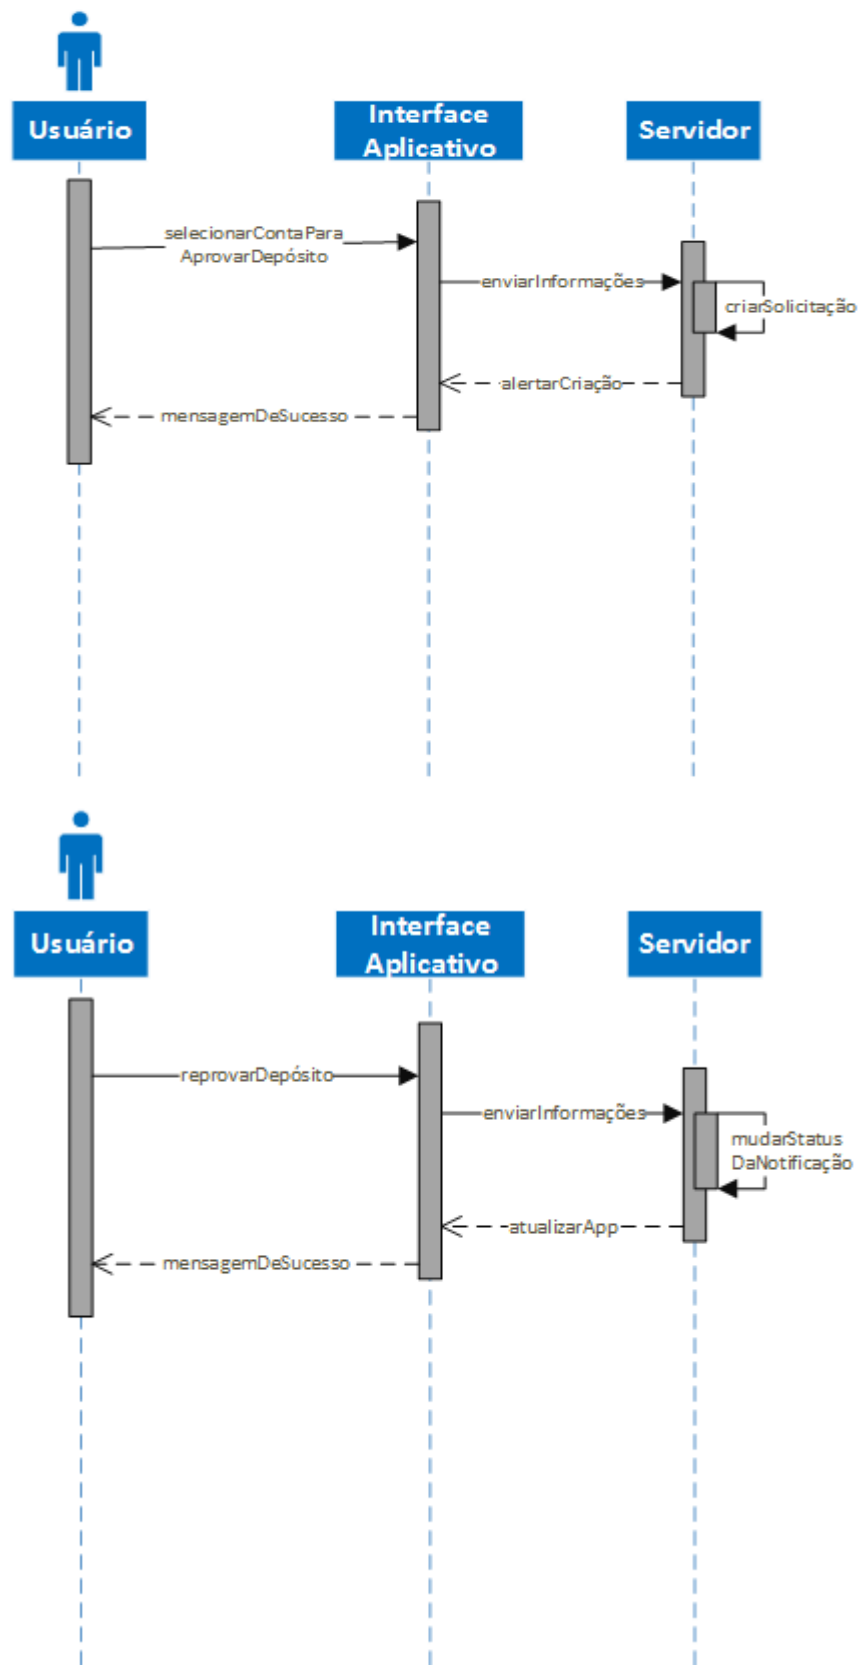 Usuário
Interface
Aplicativo
Servidor
selecionarContaPara
AprovarDepósito
enviarInformações
criarSolicitação
alertarCriação
mensagemDeSucesso
Usuário
Interface
Aplicativo
Servidor
reprovarDepósito
enviarInformações
mudarStatus
DaNotificação
atualizarApp
mensagemDeSucesso